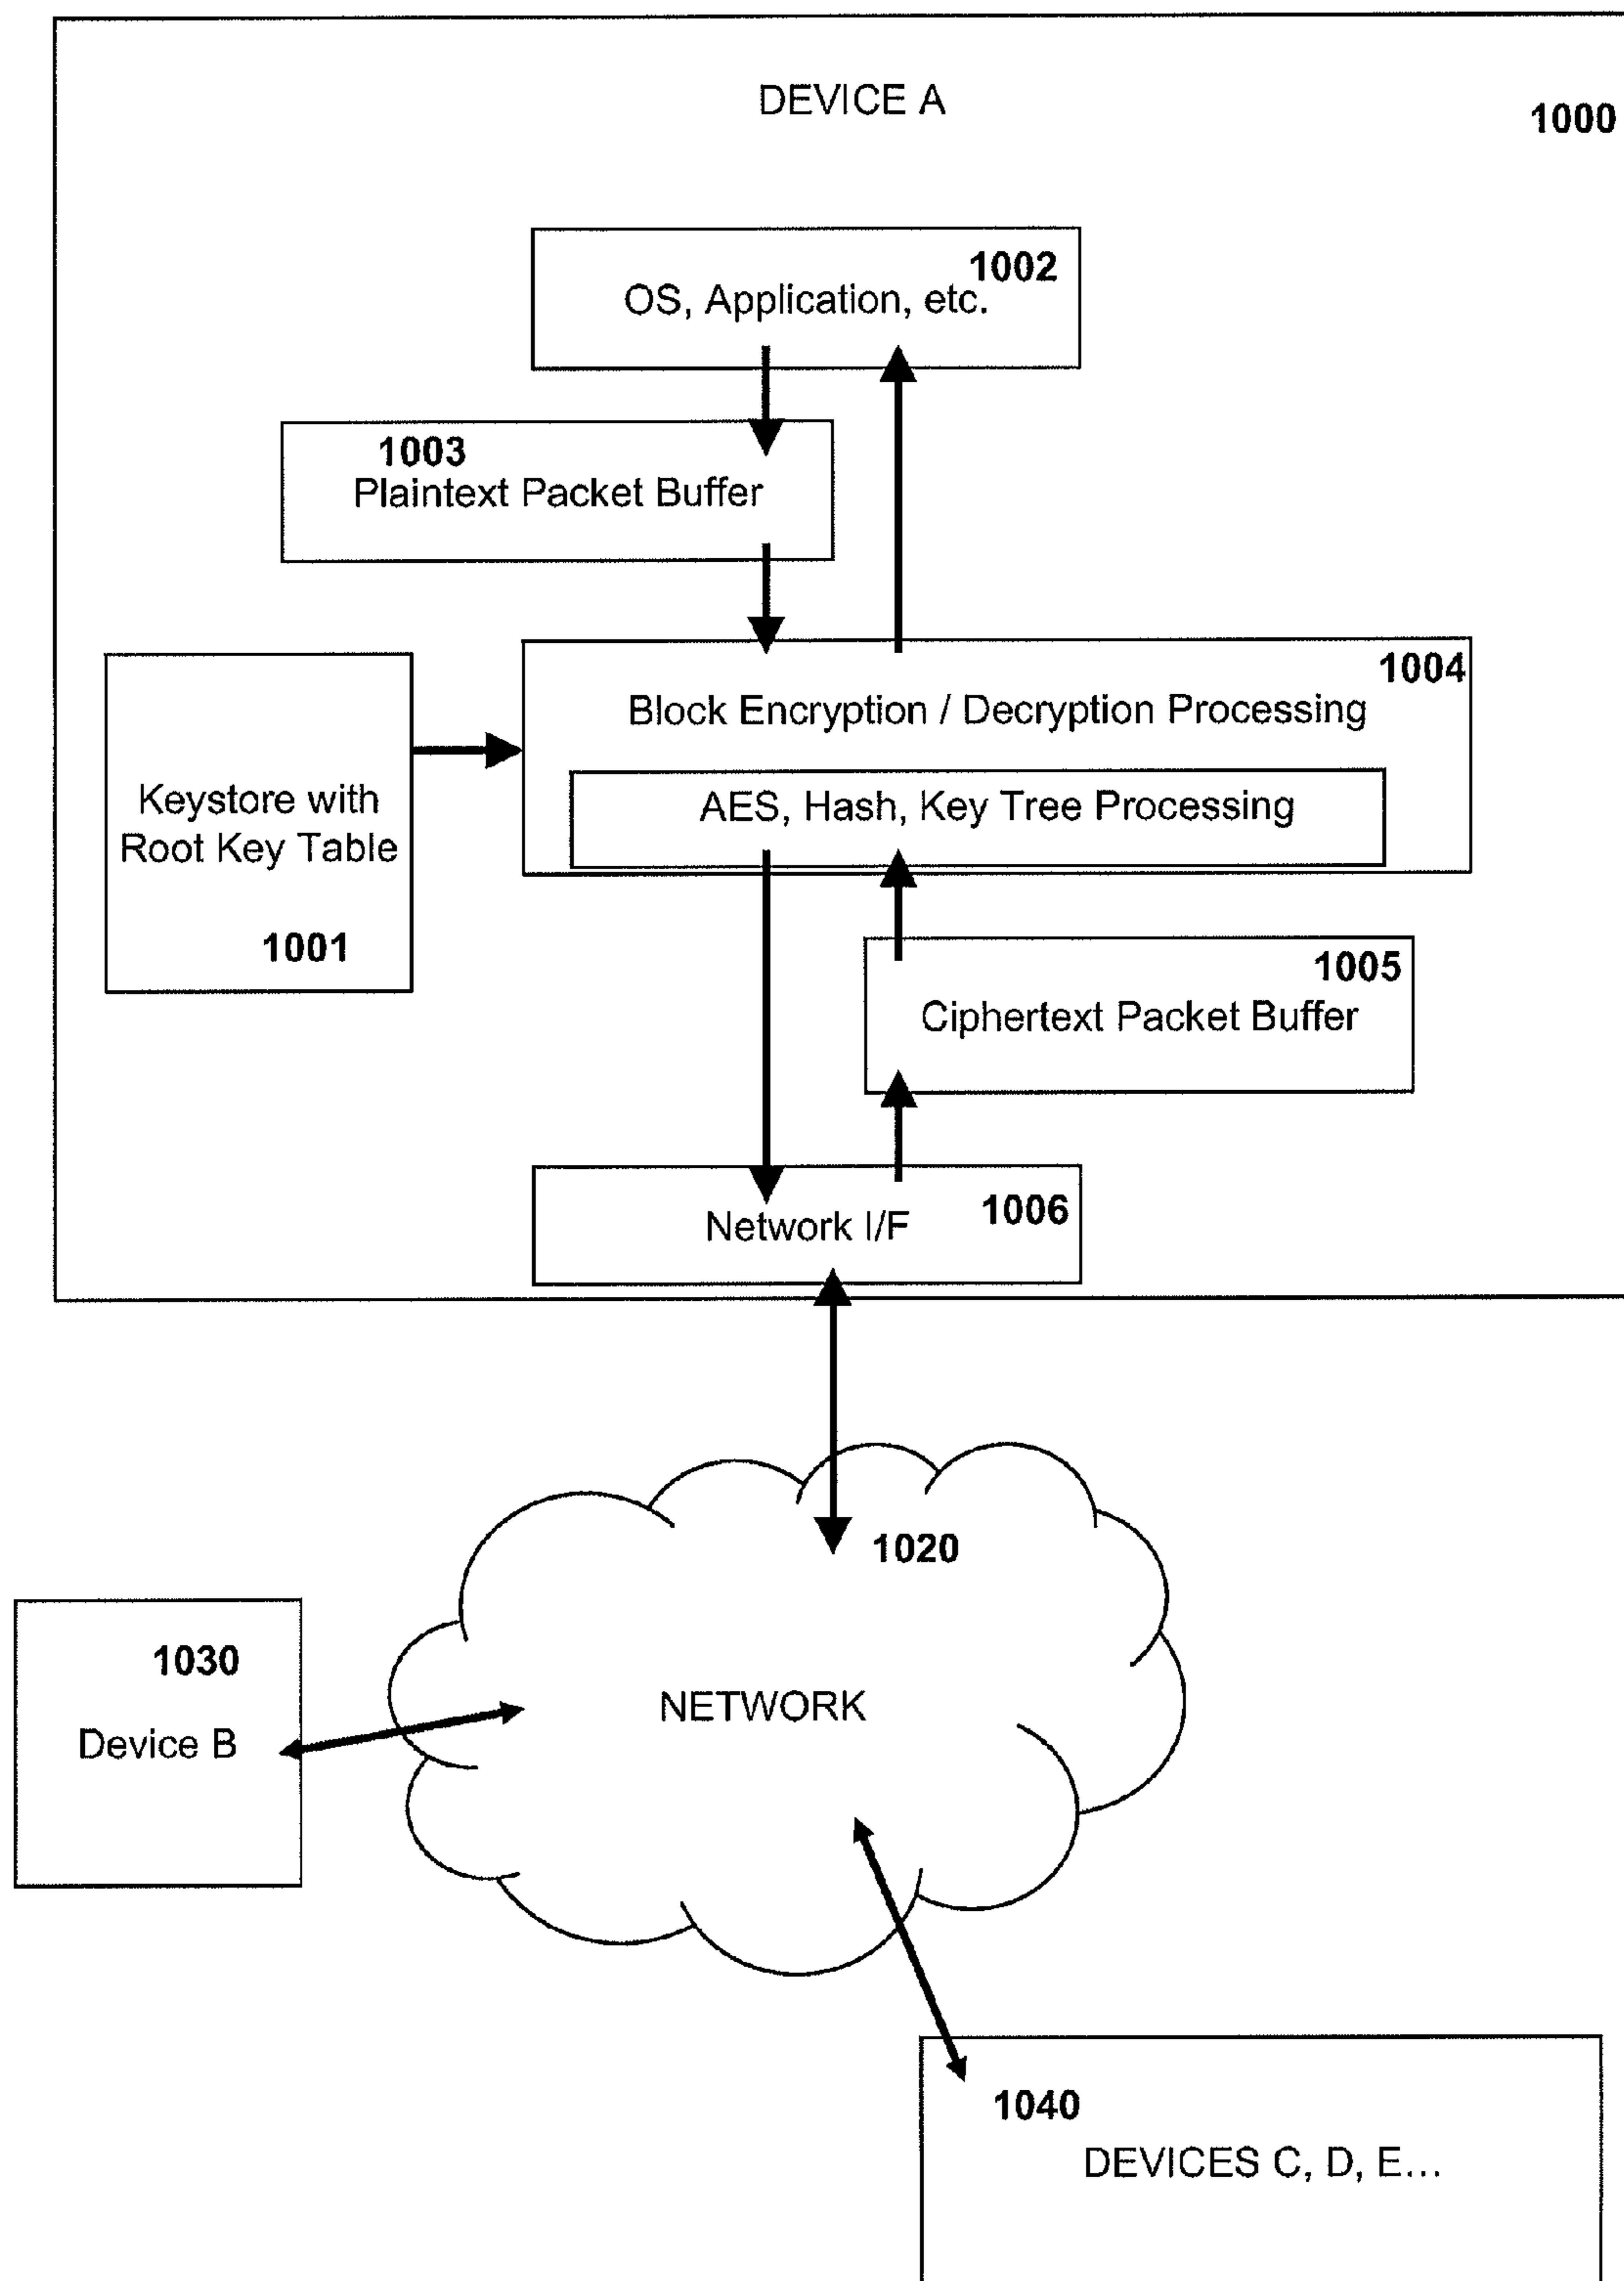 DEVICE A
1000
1002
OS, Application, etc.
1003
Plaintext Packet Buffer
1004
Block Encryption / Decryption Processing
AES, Hash, Key Tree Processing
Keystore with
Root Key Table
1001
1005
Ciphertext Packet Buffer
1006
Network I/F
1020
NETWORK
1030
Device B
1040
DEVICES C, D, E...